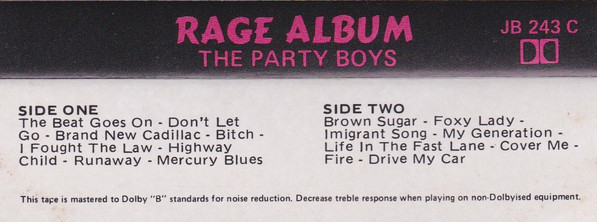 RAGE ALBUM
THE PARTY BOYS
JB 243 C
SIDE ONE
The Beat Goes On - Don't Let
Go - Brand New Cadillac - Bitch -
I Fought The Law - Highway
Child - Runaway - Mercury Blues
SIDE TWO
Brown Sugar - Foxy Lady -
Imigrant Song - My Generation -
Life In The Fast Lane - Cover Me -
Fire - Drive My Car
This tape is mastered to Dolby "B" standards for noise reduction. Decrease treble response when playing on non-Dolbyised equipment.